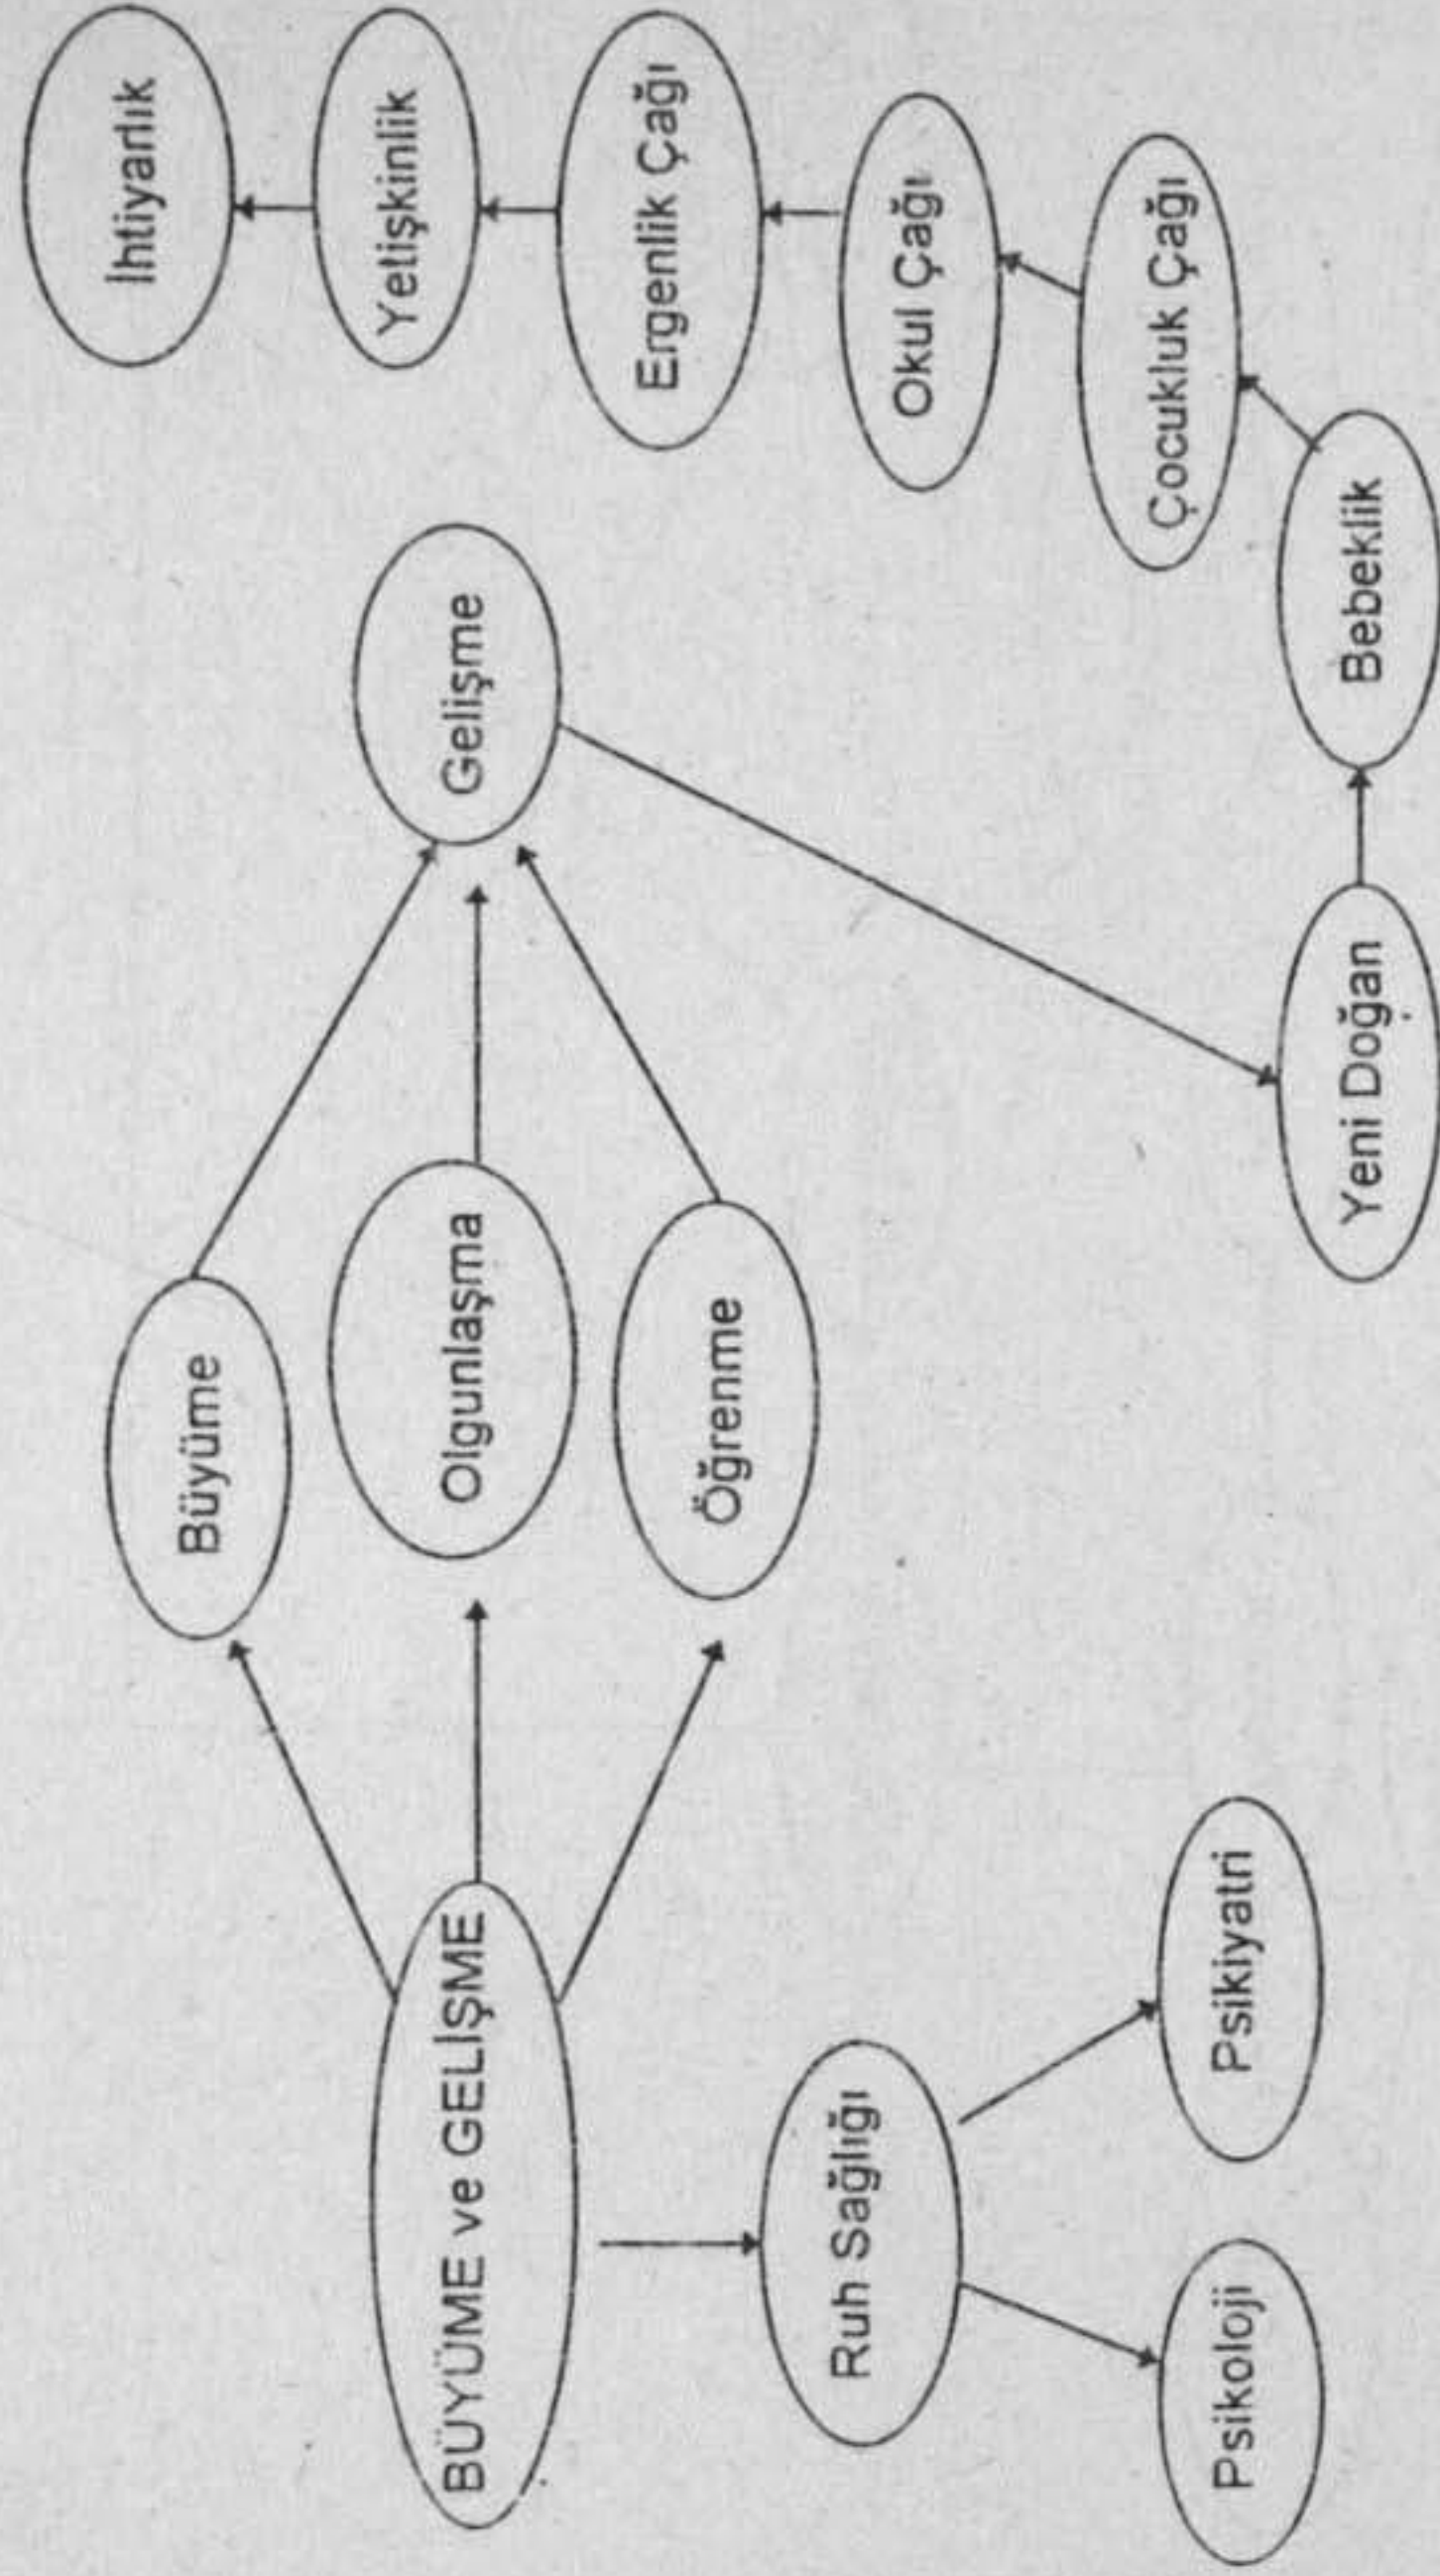 BÜYÜME ve GELİŞME
Büyüme
Olgunlaşma
Öğrenme
Gelişme
Ruh Sağlığı
Psikoloji
Psikiyatri
Yeni Doğan
Bebeklik
Çocukluk Çağı
Okul Çağı
Ergenlik Çağı
Yetişkinlik
İhtiyarlık